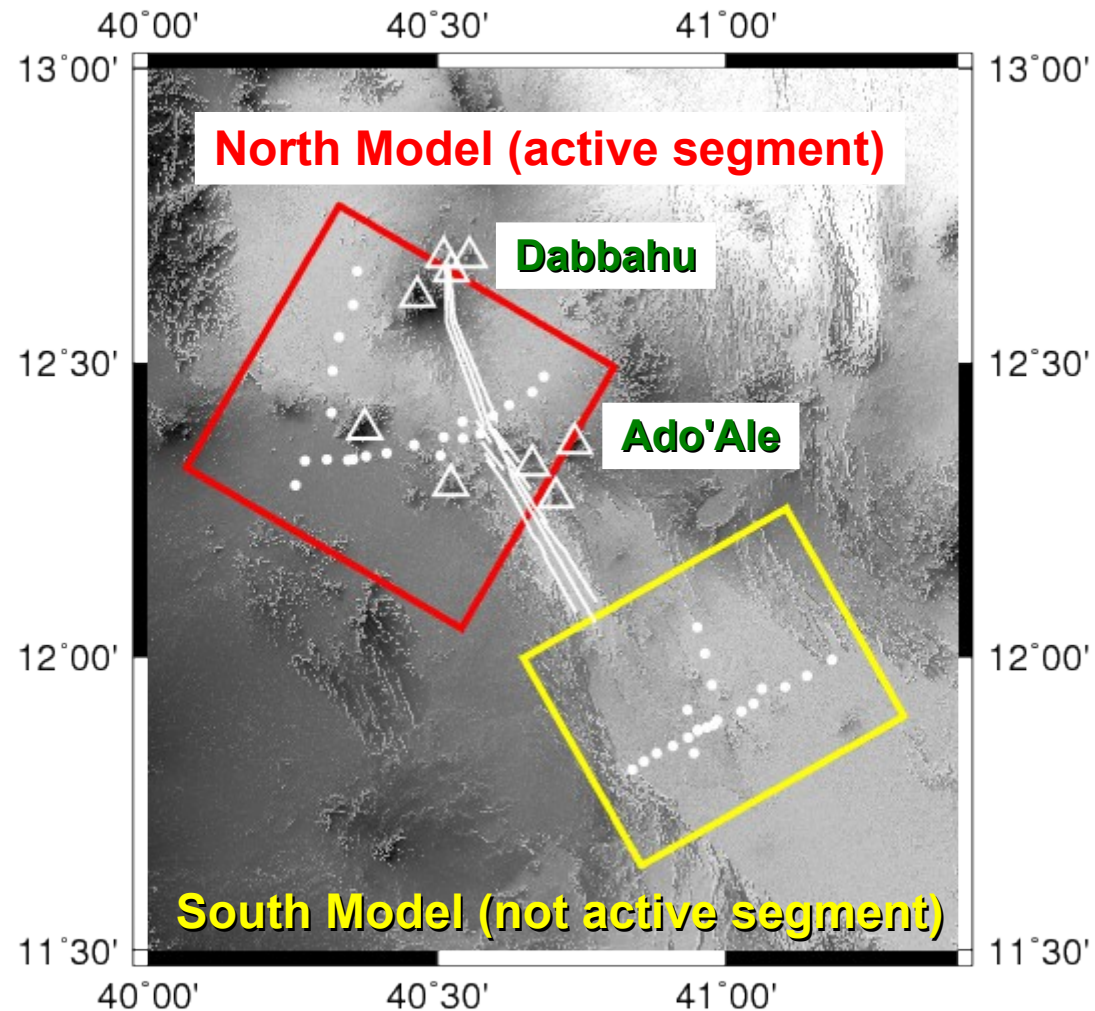 40˚00' 40˚30' 41˚00'
13˚00' 13˚00'
North Model (active segment)
Dabbahu
12˚30' 12˚30'
Ado'Ale
12˚00' 12˚00'
South Model (not active segment)
11˚30' 11˚30'
40˚00' 40˚30' 41˚00'